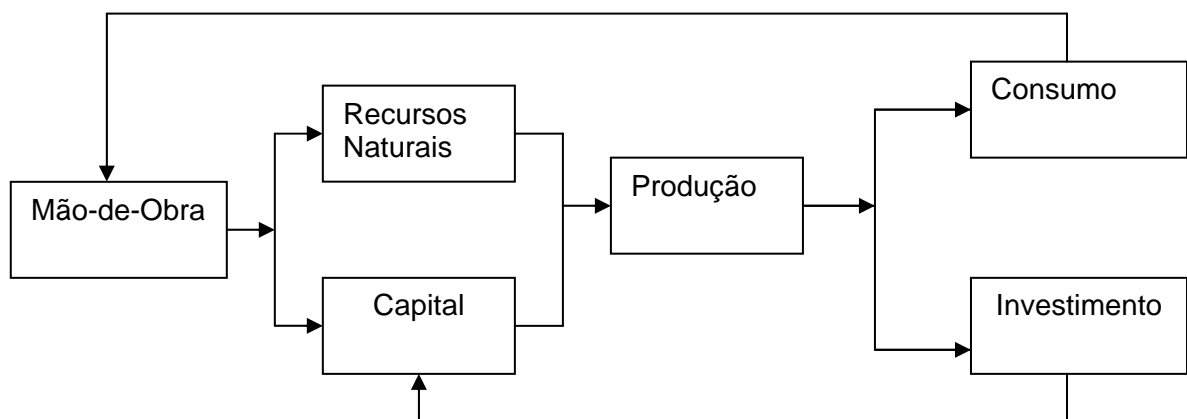 Consumo
Recursos
Naturais
Produção
Mão-de-Obra
Capital
Investimento